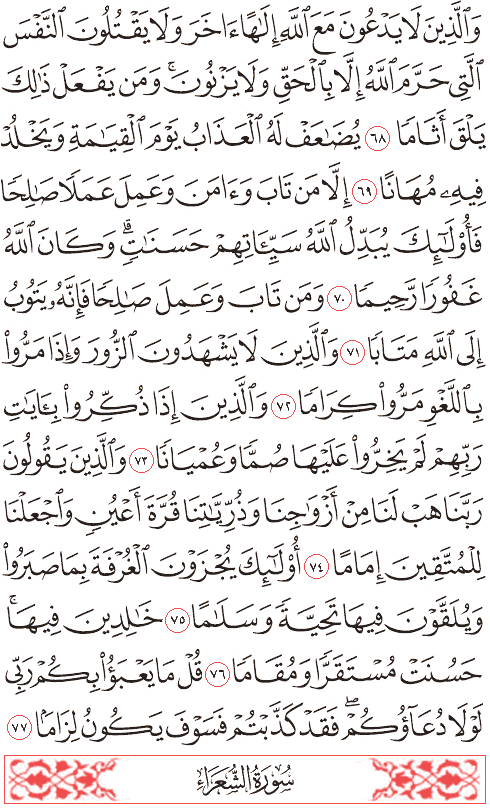 وَٱلَّذِينَ لَا يَدْعُونَ مَعَ ٱللَّهِ إِلَٰهًا ءَاخَرَ وَلَا يَقْتُلُونَ ٱلنَّفْسَ
ٱلَّتِى حَرَّمَ ٱللَّهُ إِلَّا بِٱلْحَقِّ وَلَا يَزْنُونَ ۚ وَمَن يَفْعَلْ ذَٰلِكَ
يَلْقَ أَثَامًا ٦٨ يُضَٰعَفْ لَهُ ٱلْعَذَابُ يَوْمَ ٱلْقِيَٰمَةِ وَيَخْلُدْ
فِيهِۦ مُهَانًا ٦٩ إِلَّا مَن تَابَ وَءَامَنَ وَعَمِلَ عَمَلًا صَٰلِحًا
فَأُو۟لَٰٓئِكَ يُبَدِّلُ ٱللَّهُ سَيِّـَٔاتِهِمْ حَسَنَٰتٍ ۗ وَكَانَ ٱللَّهُ
غَفُورًا رَّحِيمًا ٧٠ وَمَن تَابَ وَعَمِلَ صَٰلِحًا فَإِنَّهُۥ يَتُوبُ
إِلَى ٱللَّهِ مَتَابًا ٧١ وَٱلَّذِينَ لَا يَشْهَدُونَ ٱلزُّورَ وَإِذَا مَرُّوا۟
بِٱللَّغْوِ مَرُّوا۟ كِرَامًا ٧٢ وَٱلَّذِينَ إِذَا ذُكِّرُوا۟ بِـَٔايَٰتِ
رَبِّهِمْ لَمْ يَخِرُّوا۟ عَلَيْهَا صُمًّا وَعُمْيَانًا ٧٣ وَٱلَّذِينَ يَقُولُونَ
رَبَّنَا هَبْ لَنَا مِنْ أَزْوَٰجِنَا وَذُرِّيَّٰتِنَا قُرَّةَ أَعْيُنٍ وَٱجْعَلْنَا
لِلْمُتَّقِينَ إِمَامًا ٧٤ أُو۟لَٰٓئِكَ يُجْزَوْنَ ٱلْغُرْفَةَ بِمَا صَبَرُوا۟
وَيُلَقَّوْنَ فِيهَا تَحِيَّةً وَسَلَٰمًا ٧٥ خَٰلِدِينَ فِيهَا ۚ
حَسُنَتْ مُسْتَقَرًّا وَمُقَامًا ٧٦ قُلْ مَا يَعْبَؤُا۟ بِكُمْ رَبِّى
لَوْلَا دُعَآؤُكُمْ ۖ فَقَدْ كَذَّبْتُمْ فَسَوْفَ يَكُونُ لِزَامًۢا ٧٧
سُورَةُ الشُّعَرَاءِ